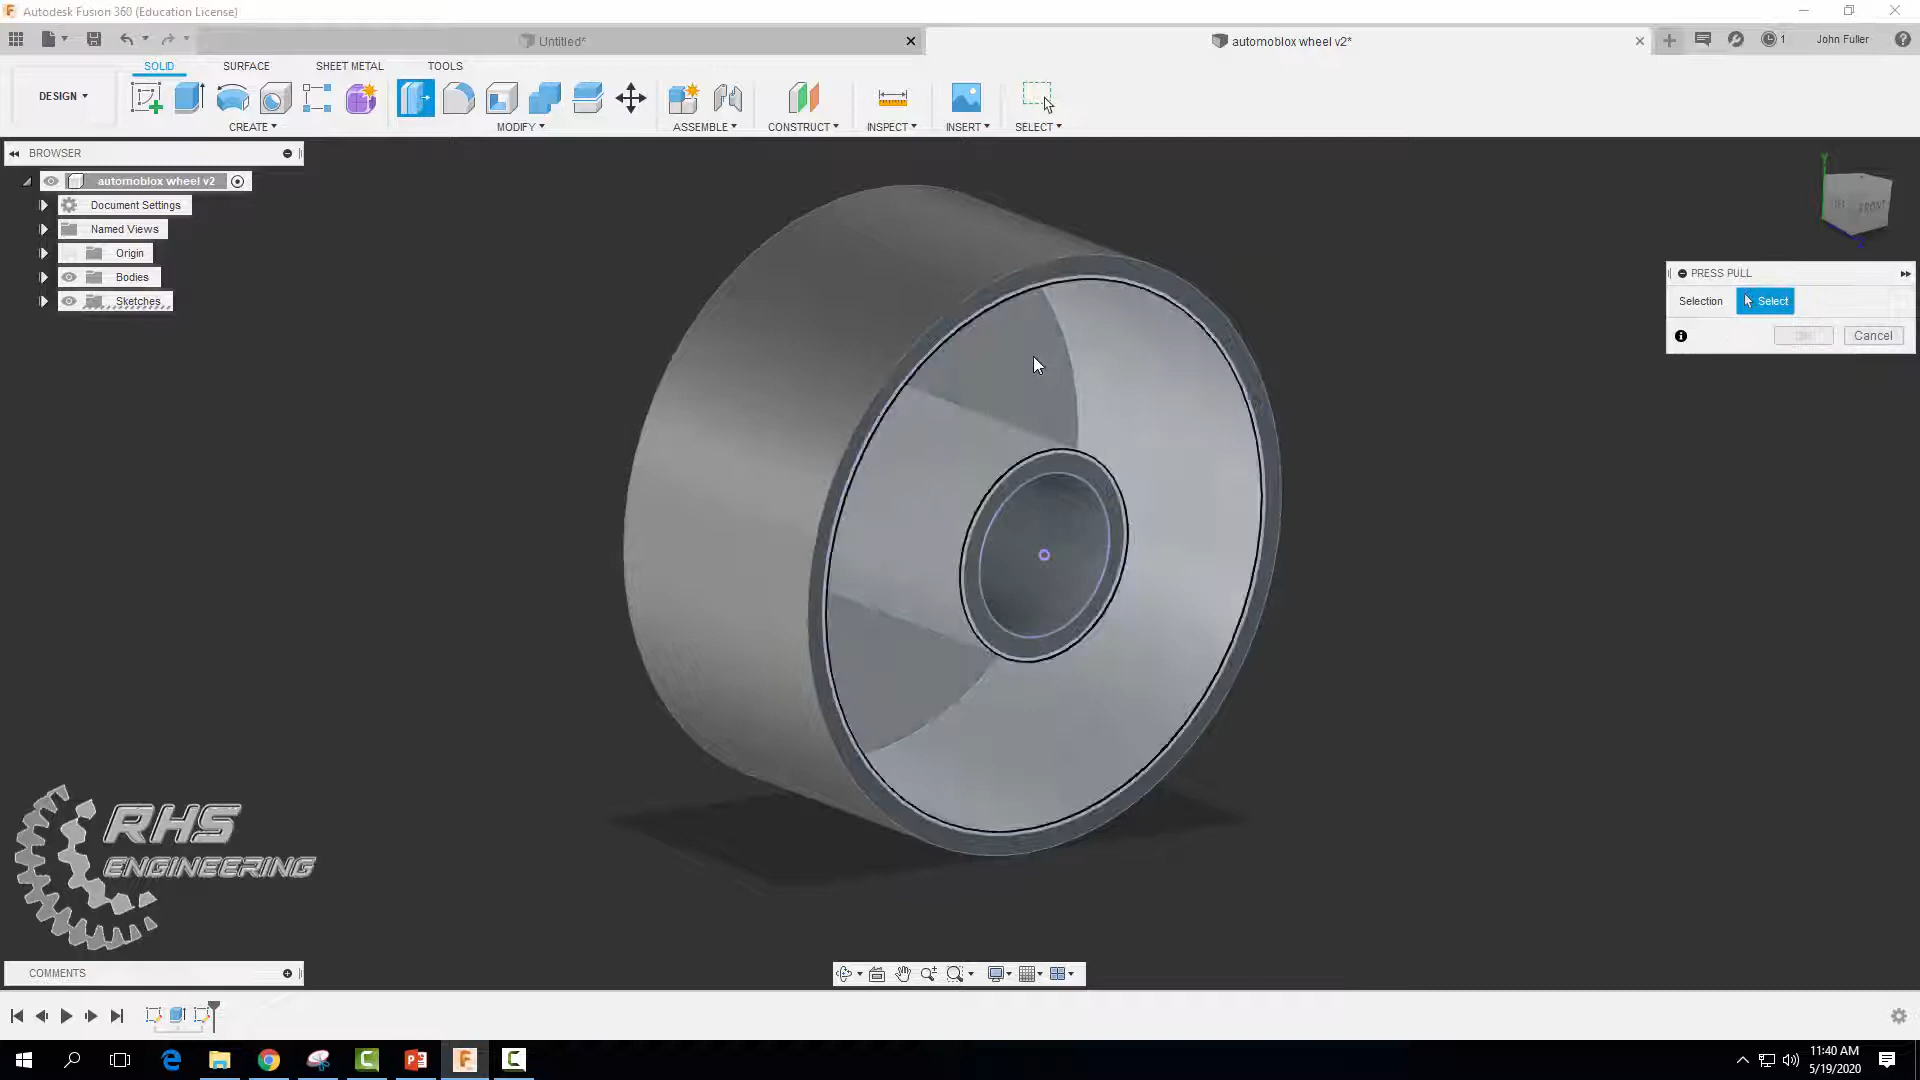 Autodesk Fusion 360 (Education License)
Untitled*
automoblox wheel v2*
1
John Fuller
SOLID
SURFACE
SHEET METAL
TOOLS
DESIGN
CREATE
MODIFY
ASSEMBLE
CONSTRUCT
INSPECT
INSERT
SELECT
BROWSER
automoblox wheel v2
Document Settings
Named Views
Origin
Bodies
Sketches
FRONT
PRESS PULL
Selection
Select
Cancel
RHS
ENGINEERING
COMMENTS
11:40 AM
5/19/2020